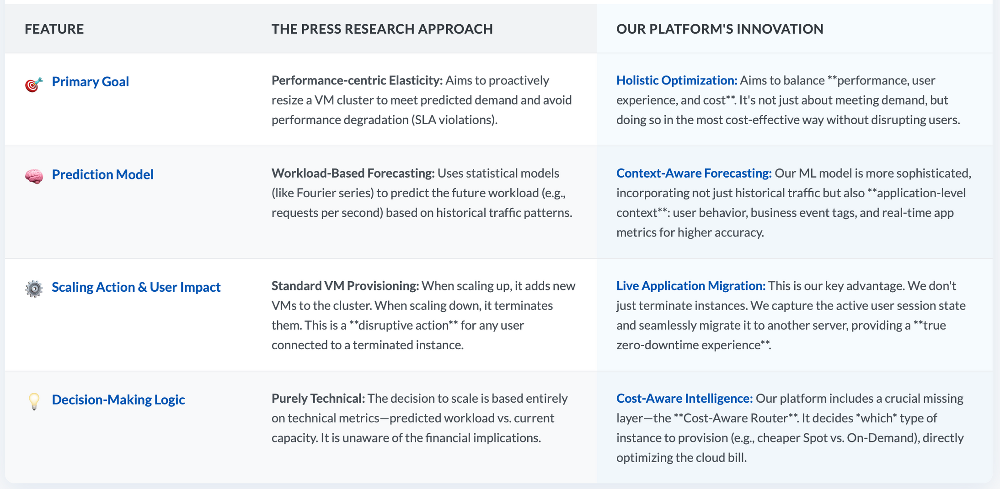 FEATURE
THE PRESS RESEARCH APPROACH
OUR PLATFORM'S INNOVATION
Primary Goal
Performance-centric Elasticity: Aims to proactively
resize a VM cluster to meet predicted demand and avoid
performance degradation (SLA violations).
Holistic Optimization: Aims to balance **performance, user
experience, and cost**. It's not just about meeting demand, but
doing so in the most cost-effective way without disrupting users.
Prediction Model
Workload-Based Forecasting: Uses statistical models
(like Fourier series) to predict the future workload (e.g.,
requests per second) based on historical traffic patterns.
Context-Aware Forecasting: Our ML model is more sophisticated,
incorporating not just historical traffic but also **application-level
context**: user behavior, business event tags, and real-time app
metrics for higher accuracy.
Scaling Action & User Impact
Standard VM Provisioning: When scaling up, it adds new
VMs to the cluster. When scaling down, it terminates
them. This is a **disruptive action** for any user
connected to a terminated instance.
Live Application Migration: This is our key advantage. We don't
just terminate instances. We capture the active user session state
and seamlessly migrate it to another server, providing a **true
zero-downtime experience**.
Decision-Making Logic
Purely Technical: The decision to scale is based entirely
on technical metrics—predicted workload vs. current
capacity. It is unaware of the financial implications.
Cost-Aware Intelligence: Our platform includes a crucial missing
layer—the **Cost-Aware Router**. It decides *which* type of
instance to provision (e.g., cheaper Spot vs. On-Demand), directly
optimizing the cloud bill.